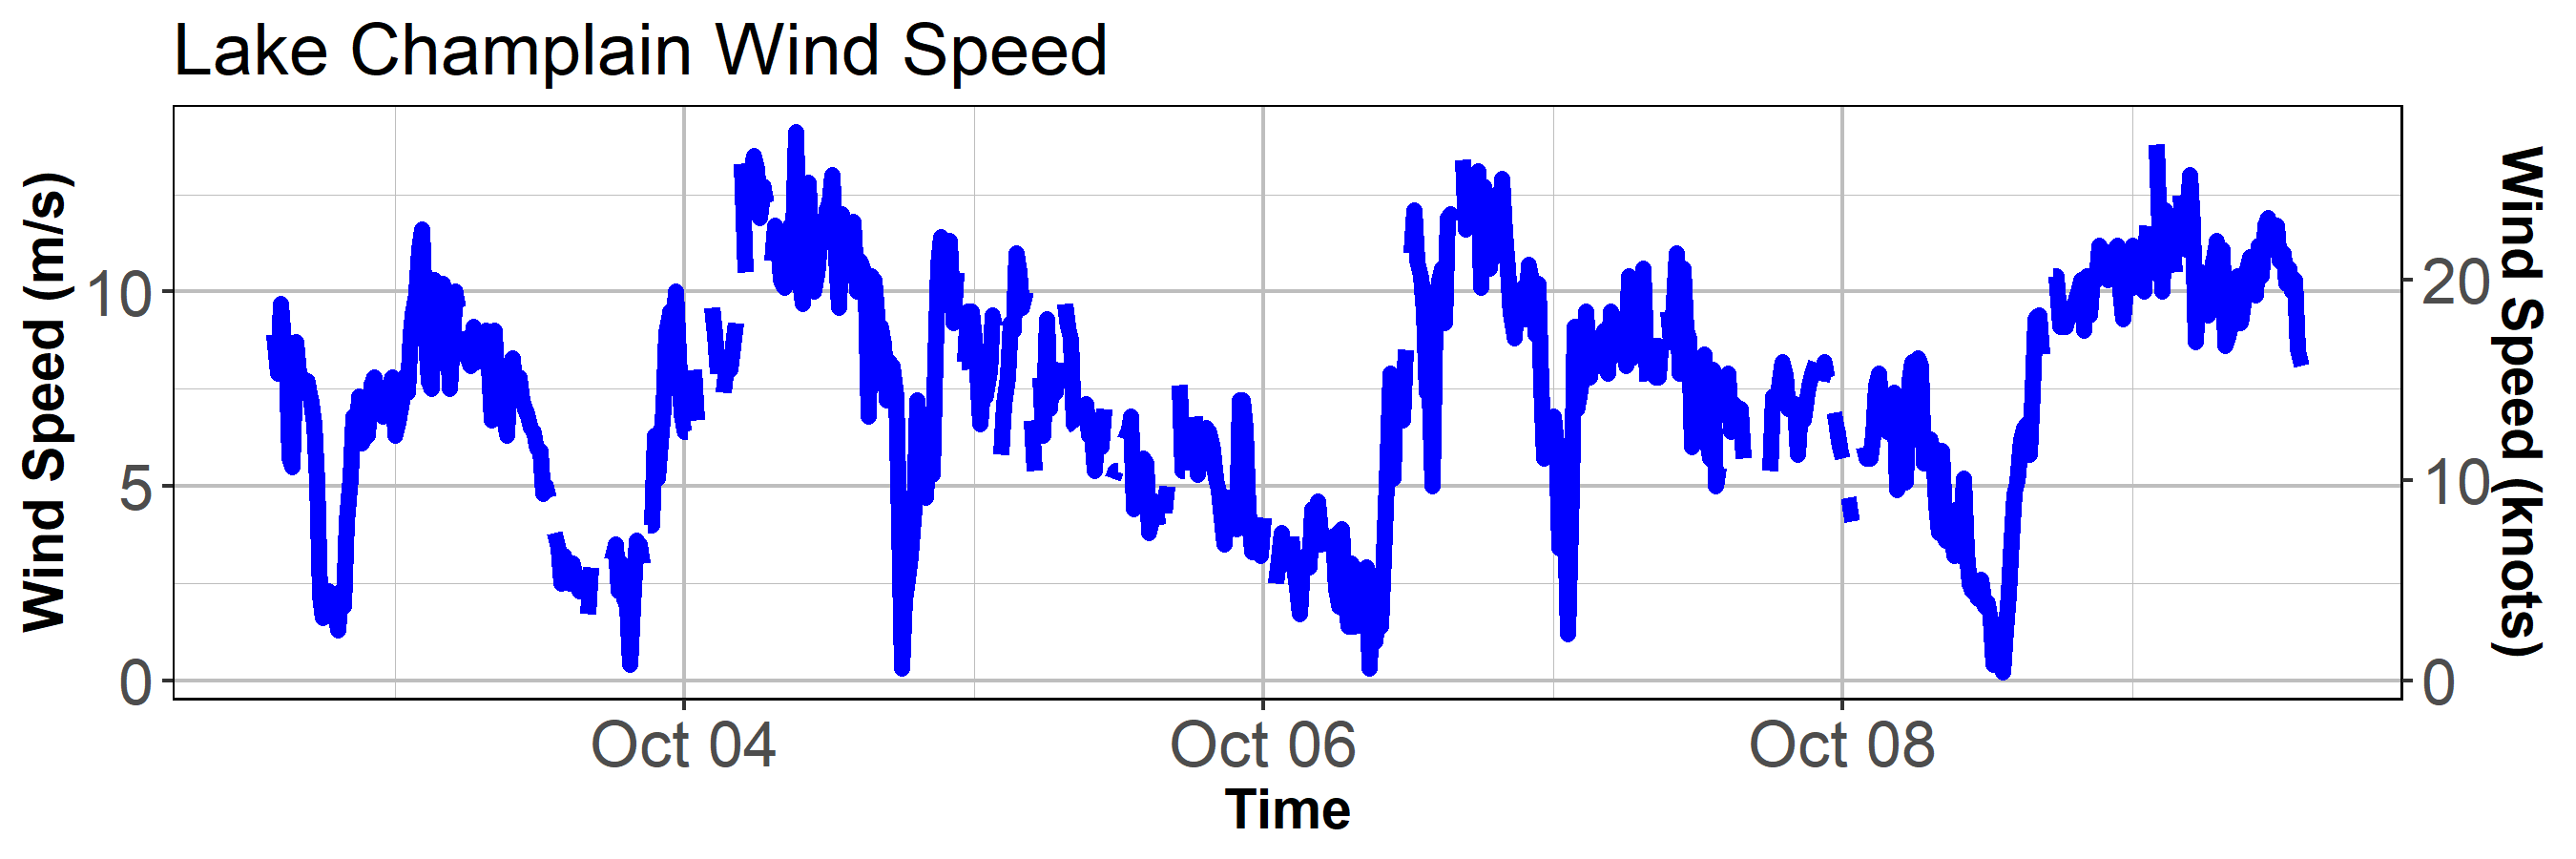 Lake Champlain Wind Speed
Wind Speed (m/s)
10
5
0
20
10
0
Wind Speed (knots)
Oct 04
Oct 06
Oct 08
Time